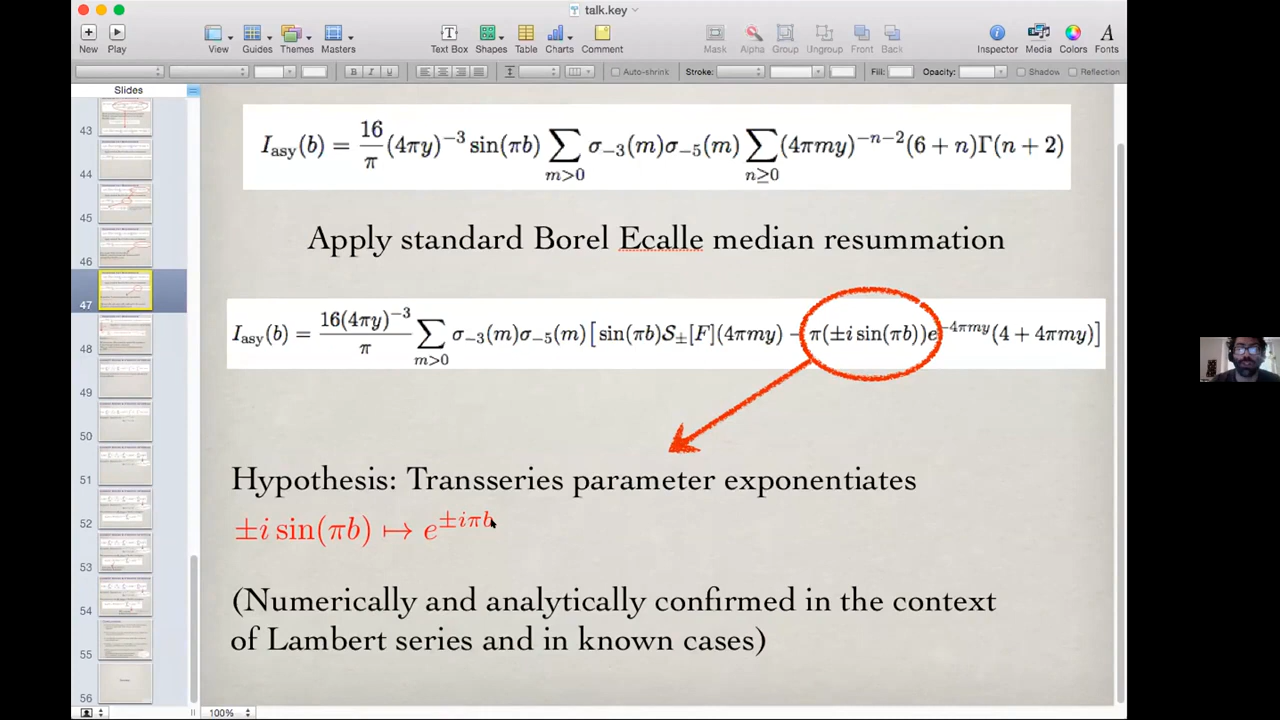 talk.key
New Play View Guides Themes Masters Text Box Shapes Table Charts Comment Mask Alpha Group Ungroup Front Back Inspector Media Colors Fonts
B I U Auto-shrink Stroke: Fill: Opacity: Shadow Reflection
Slides
43
44
45
46
47
48
49
50
51
52
53
54
55
56
I_asy(b) = 16/π (4πy)^{-3} sin(πb) ∑_{m>0} σ_{-3}(m)σ_{-5}(m) ∑_{n≥0} (4πmy)^{-n-2}(6 + n)Γ(n + 2)
Apply standard Borel Ecalle median resummation
I_asy(b) = 16(4πy)^{-3}/π ∑_{m>0} σ_{-3}(m)σ_{-5}(m)[ sin(πb)S_±[F](4πmy) − π(±i sin(πb))e^{-4πmy}(4 + 4πmy)]
Hypothesis: Transseries parameter exponentiates
±i sin(πb) ↦ e^{±iπb}
(Numerically and analytically confirmed in the context
of Lambert series and in known cases)
100%